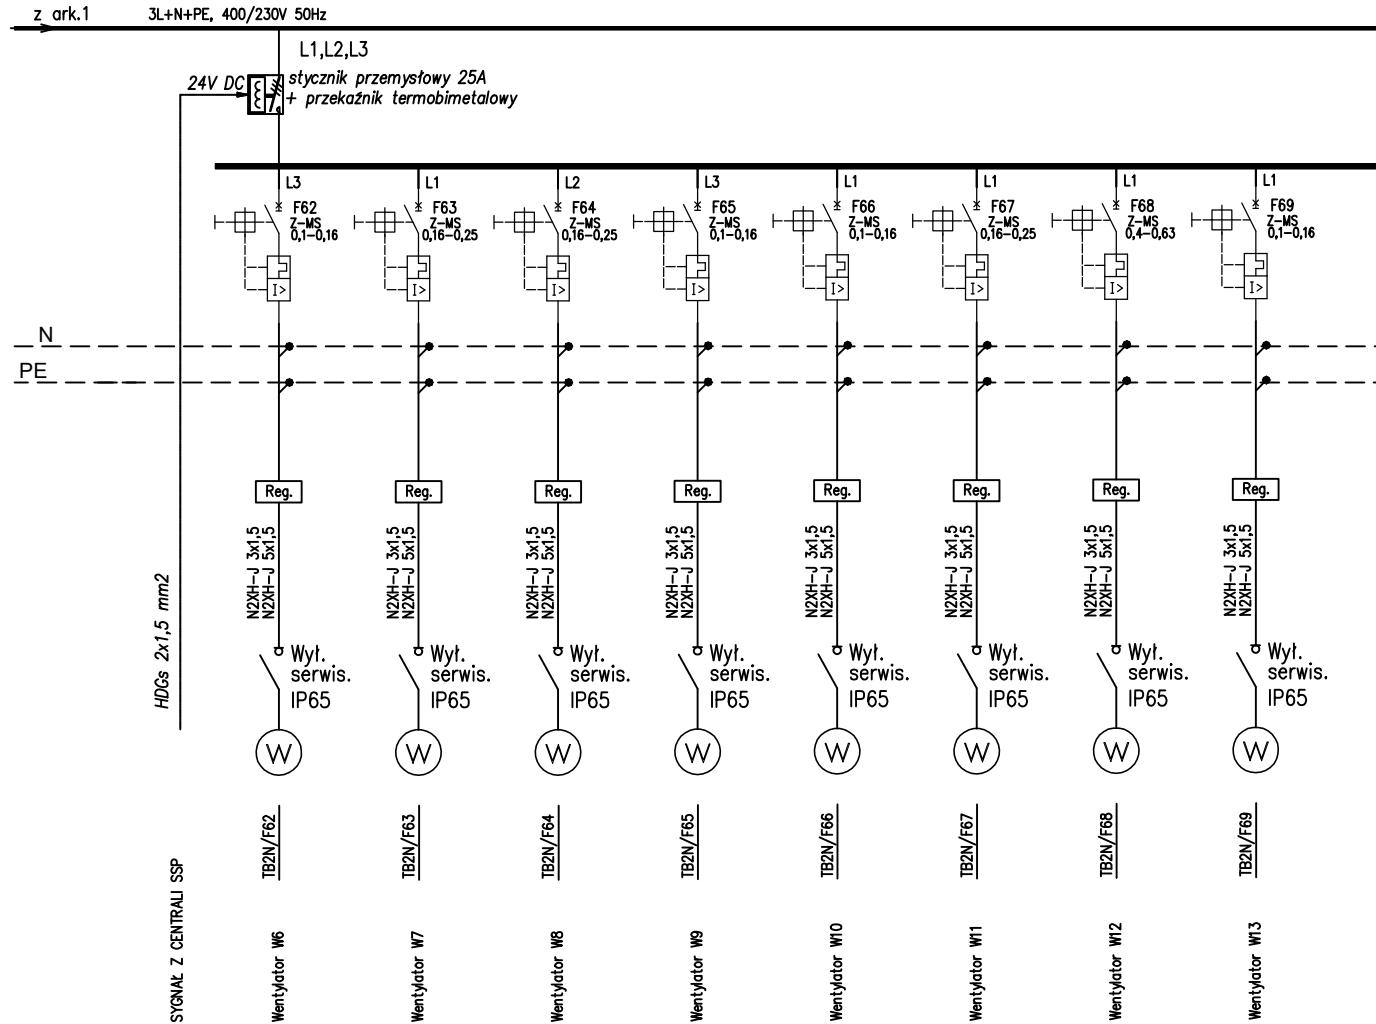 z ark.1
3L+N+PE, 400/230V 50Hz
L1,L2,L3
24V DC
stycznik przemysłowy 25A
+ przekaźnik termobimetalowy
L3
F62
Z-MS
0,1-0,16
L1
F63
Z-MS
0,16-0,25
L2
F64
Z-MS
0,16-0,25
L3
F65
Z-MS
0,1-0,16
L1
F66
Z-MS
0,1-0,16
L1
F67
Z-MS
0,16-0,25
L1
F68
Z-MS
0,4-0,63
L1
F69
Z-MS
0,1-0,16
I> I> I> I> I> I> I> I>
N
PE
Reg. Reg. Reg. Reg. Reg. Reg. Reg. Reg.
HDGs 2x1,5 mm2
N2XH-J 3x1,5
N2XH-J 5x1,5
N2XH-J 3x1,5
N2XH-J 5x1,5
N2XH-J 3x1,5
N2XH-J 5x1,5
N2XH-J 3x1,5
N2XH-J 5x1,5
N2XH-J 3x1,5
N2XH-J 5x1,5
N2XH-J 3x1,5
N2XH-J 5x1,5
N2XH-J 3x1,5
N2XH-J 5x1,5
N2XH-J 3x1,5
N2XH-J 5x1,5
Wył.
serwis.
IP65
Wył.
serwis.
IP65
Wył.
serwis.
IP65
Wył.
serwis.
IP65
Wył.
serwis.
IP65
Wył.
serwis.
IP65
Wył.
serwis.
IP65
Wył.
serwis.
IP65
W W W W W W W W
TB2N/F62
TB2N/F63
TB2N/F64
TB2N/F65
TB2N/F66
TB2N/F67
TB2N/F68
TB2N/F69
SYGNAŁ Z CENTRALI SSP
Wentylator W6
Wentylator W7
Wentylator W8
Wentylator W9
Wentylator W10
Wentylator W11
Wentylator W12
Wentylator W13